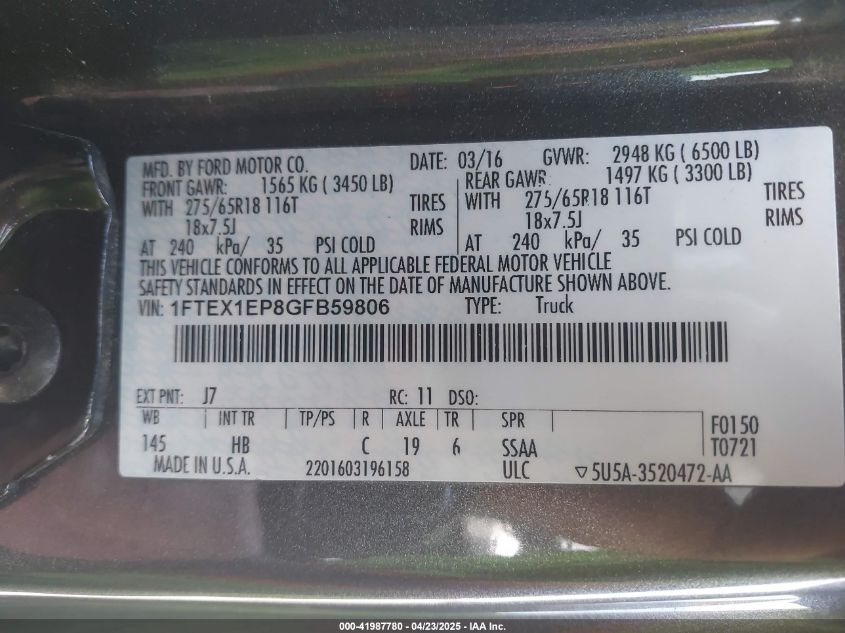 MFD. BY FORD MOTOR CO. DATE: 03/16 GVWR: 2948 KG ( 6500 LB)
FRONT GAWR: 1565 KG ( 3450 LB) REAR GAWR: 1497 KG ( 3300 LB)
WITH 275/65R18 116T TIRES WITH 275/65R18 116T TIRES
18x7.5J RIMS 18x7.5J RIMS
AT 240 kPa/ 35 PSI COLD AT 240 kPa/ 35 PSI COLD
THIS VEHICLE CONFORMS TO ALL APPLICABLE FEDERAL MOTOR VEHICLE
SAFETY STANDARDS IN EFFECT ON THE DATE OF MANUFACTURE SHOWN ABOVE.
VIN: 1FTEX1EP8GFB59806 TYPE: Truck
EXT PNT: J7 RC: 11 DSO:
WB INT TR TP/PS R AXLE TR SPR F0150
145 HB C 19 6 SSAA T0721
MADE IN U.S.A. 2201603196158 ULC ▽5U5A-3520472-AA
000-41987780 - 04/23/2025 - IAA Inc.